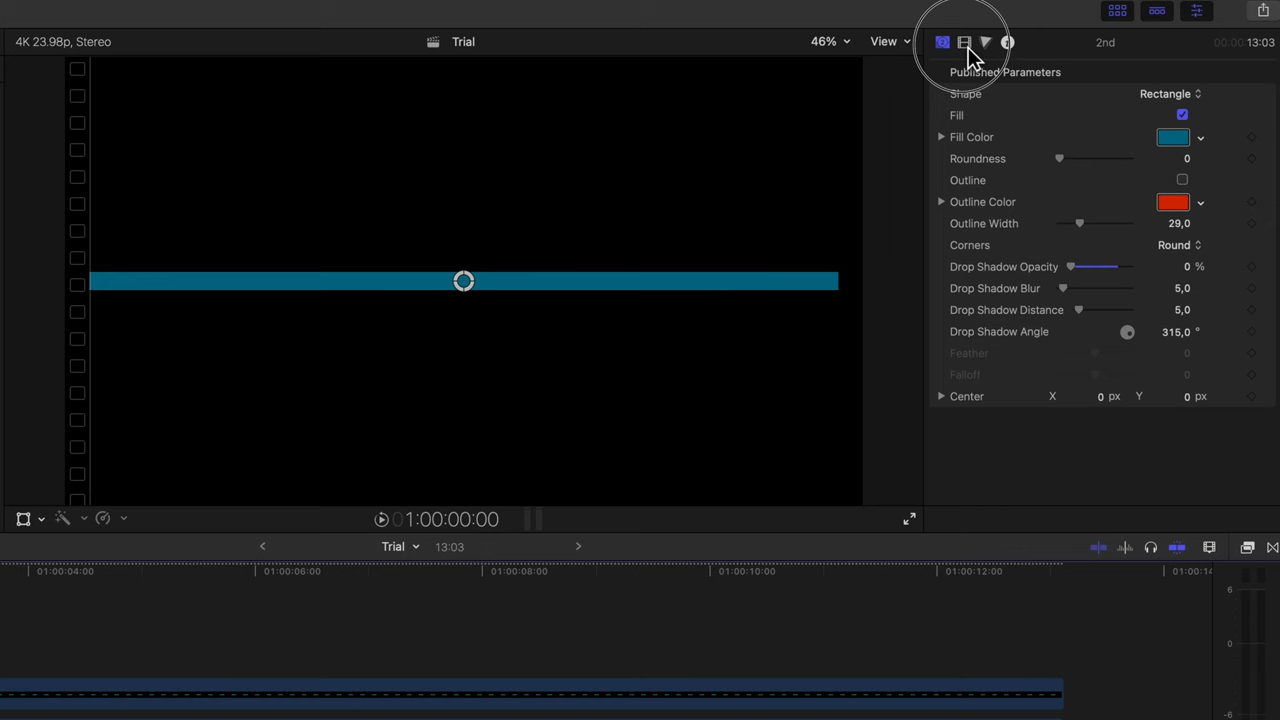 4K 23.98p, Stereo
Trial
46%
View
2nd
00:00:13:03
Published Parameters
Shape
Rectangle
Fill
Fill Color
Roundness
0
Outline
Outline Color
Outline Width
29,0
Corners
Round
Drop Shadow Opacity
0 %
Drop Shadow Blur
5,0
Drop Shadow Distance
5,0
Drop Shadow Angle
315,0 °
Feather
0
Falloff
0
Center
X
0 px
Y
0 px
01:00:00:00
Trial
13:03
01:00:04:00
01:00:06:00
01:00:08:00
01:00:10:00
01:00:12:00
01:00:14
6
0
-6